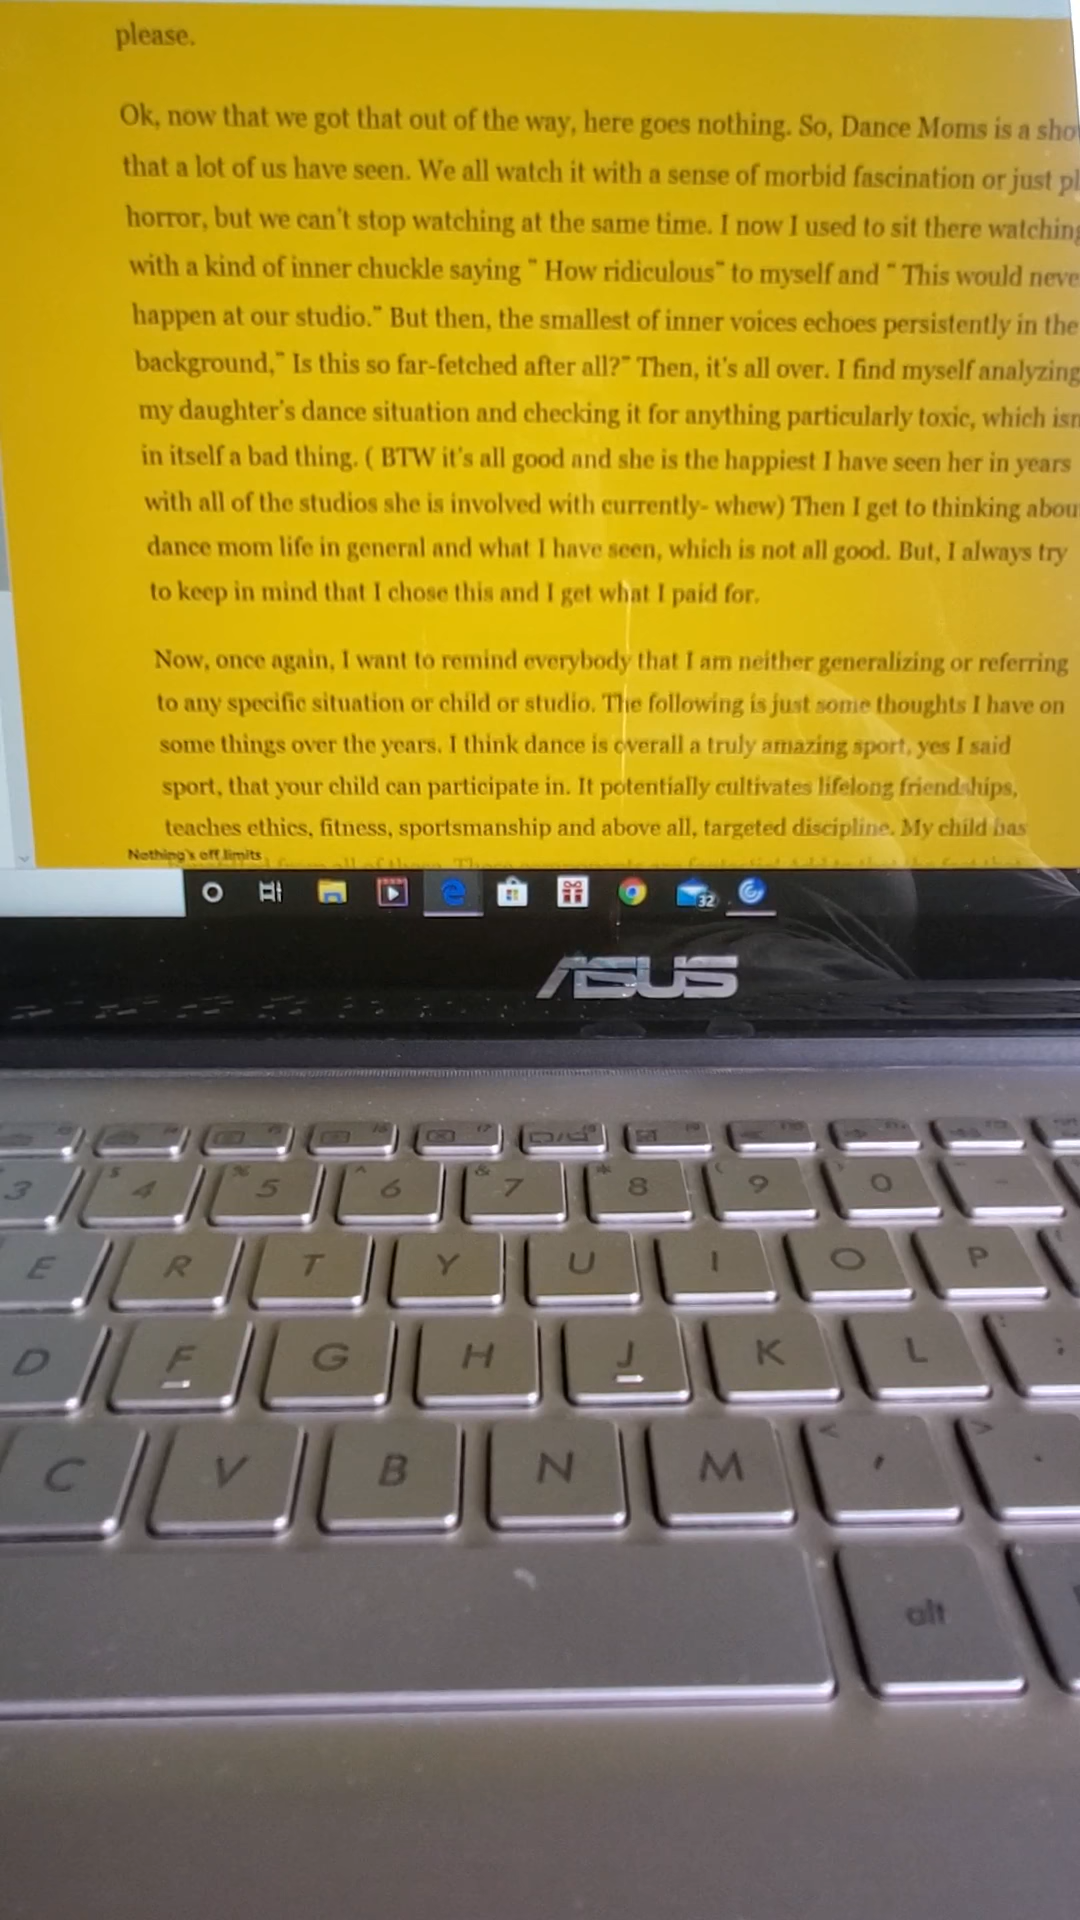 please.
Ok, now that we got that out of the way, here goes nothing. So, Dance Moms is a sho
that a lot of us have seen. We all watch it with a sense of morbid fascination or just pl
horror, but we can't stop watching at the same time. I now I used to sit there watching
with a kind of inner chuckle saying " How ridiculous" to myself and " This would neve
happen at our studio." But then, the smallest of inner voices echoes persistently in the
background," Is this so far-fetched after all?" Then, it's all over. I find myself analyzing
my daughter's dance situation and checking it for anything particularly toxic, which isn
in itself a bad thing. ( BTW it's all good and she is the happiest I have seen her in years
with all of the studios she is involved with currently- whew) Then I get to thinking abou
dance mom life in general and what I have seen, which is not all good. But, I always try
to keep in mind that I chose this and I get what I paid for.
Now, once again, I want to remind everybody that I am neither generalizing or referring
to any specific situation or child or studio. The following is just some thoughts I have on
some things over the years. I think dance is overall a truly amazing sport, yes I said
sport, that your child can participate in. It potentially cultivates lifelong friendships,
teaches ethics, fitness, sportsmanship and above all, targeted discipline. My child has
Nothing's off limits
32
ASUS
3 $ 4 % 5 ^ 6 & 7 * 8 ( 9 ) 0 -
E R T Y U I O P
D F G H J K L ;
C V B N M < , > .
alt